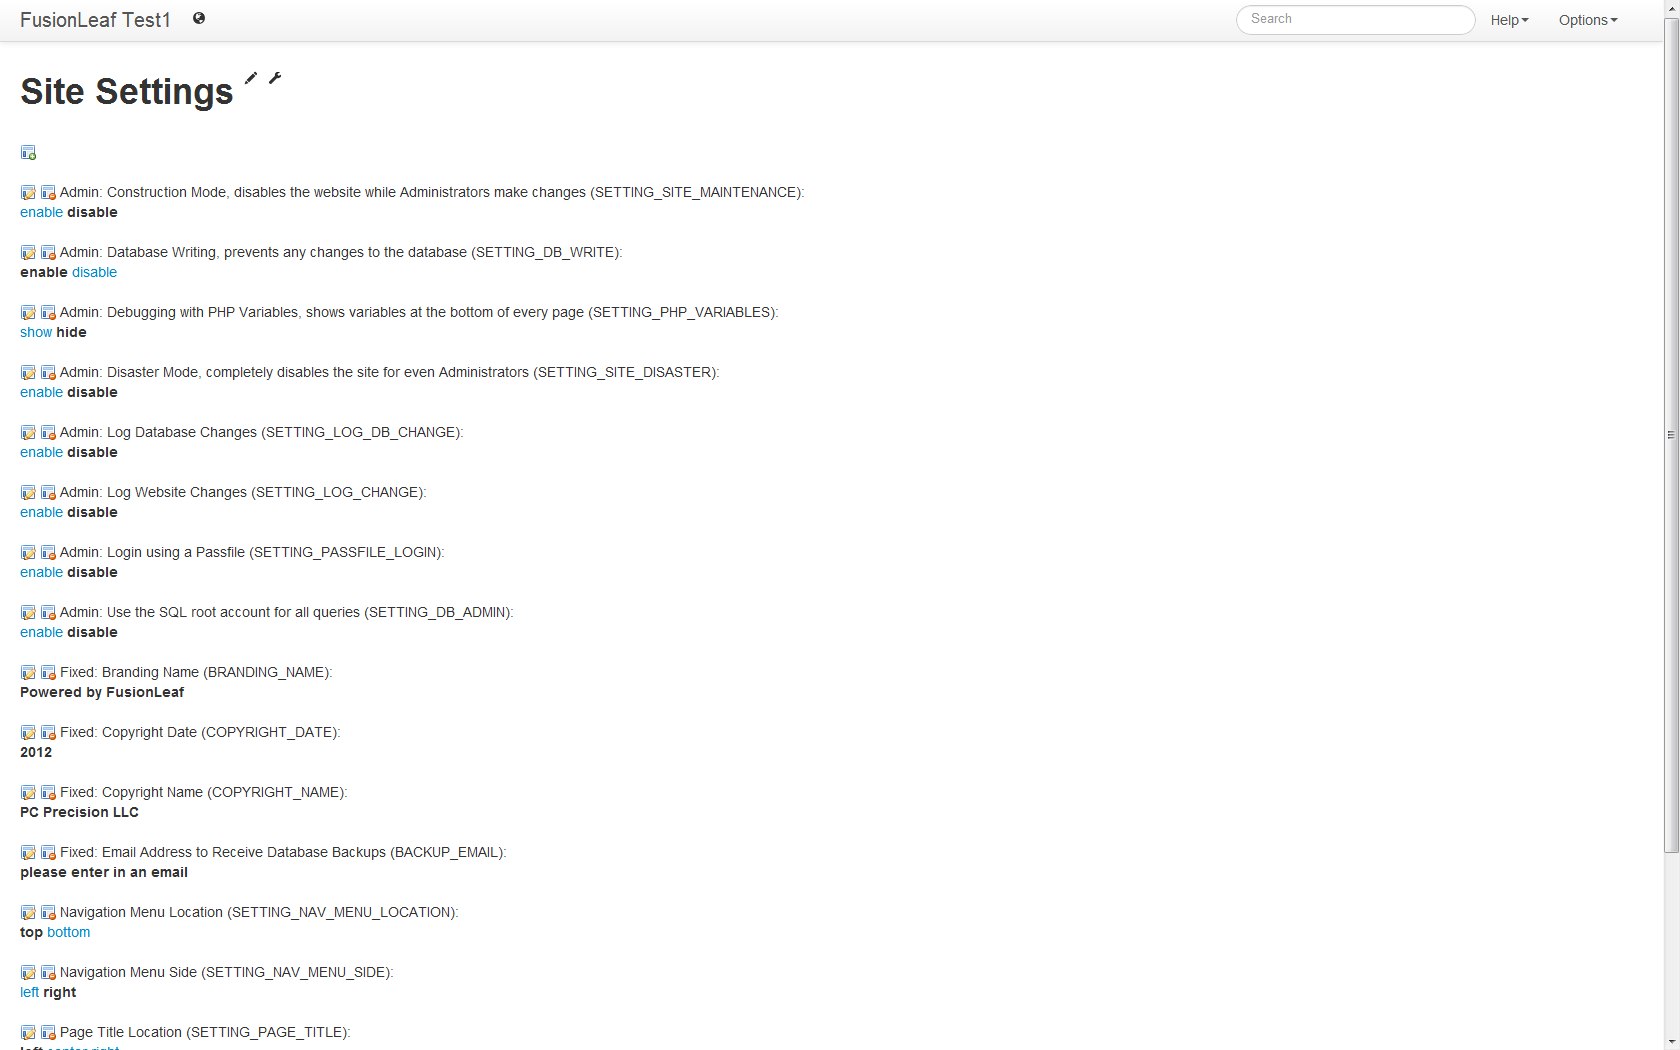 FusionLeaf Test1 Search Help Options
Site Settings
Admin: Construction Mode, disables the website while Administrators make changes (SETTING_SITE_MAINTENANCE):
enable disable
Admin: Database Writing, prevents any changes to the database (SETTING_DB_WRITE):
enable disable
Admin: Debugging with PHP Variables, shows variables at the bottom of every page (SETTING_PHP_VARIABLES):
show hide
Admin: Disaster Mode, completely disables the site for even Administrators (SETTING_SITE_DISASTER):
enable disable
Admin: Log Database Changes (SETTING_LOG_DB_CHANGE):
enable disable
Admin: Log Website Changes (SETTING_LOG_CHANGE):
enable disable
Admin: Login using a Passfile (SETTING_PASSFILE_LOGIN):
enable disable
Admin: Use the SQL root account for all queries (SETTING_DB_ADMIN):
enable disable
Fixed: Branding Name (BRANDING_NAME):
Powered by FusionLeaf
Fixed: Copyright Date (COPYRIGHT_DATE):
2012
Fixed: Copyright Name (COPYRIGHT_NAME):
PC Precision LLC
Fixed: Email Address to Receive Database Backups (BACKUP_EMAIL):
please enter in an email
Navigation Menu Location (SETTING_NAV_MENU_LOCATION):
top bottom
Navigation Menu Side (SETTING_NAV_MENU_SIDE):
left right
Page Title Location (SETTING_PAGE_TITLE):
left center right